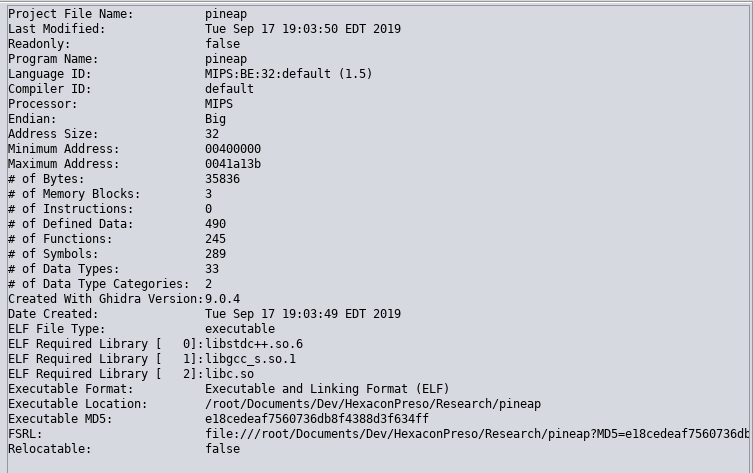 Project File Name: pineap
Last Modified: Tue Sep 17 19:03:50 EDT 2019
Readonly: false
Program Name: pineap
Language ID: MIPS:BE:32:default (1.5)
Compiler ID: default
Processor: MIPS
Endian: Big
Address Size: 32
Minimum Address: 00400000
Maximum Address: 0041a13b
# of Bytes: 35836
# of Memory Blocks: 3
# of Instructions: 0
# of Defined Data: 490
# of Functions: 245
# of Symbols: 289
# of Data Types: 33
# of Data Type Categories: 2
Created With Ghidra Version:9.0.4
Date Created: Tue Sep 17 19:03:49 EDT 2019
ELF File Type: executable
ELF Required Library [ 0]:libstdc++.so.6
ELF Required Library [ 1]:libgcc_s.so.1
ELF Required Library [ 2]:libc.so
Executable Format: Executable and Linking Format (ELF)
Executable Location: /root/Documents/Dev/HexaconPreso/Research/pineap
Executable MD5: e18cedeaf7560736db8f4388d3f634ff
FSRL: file:///root/Documents/Dev/HexaconPreso/Research/pineap?MD5=e18cedeaf7560736db
Relocatable: false